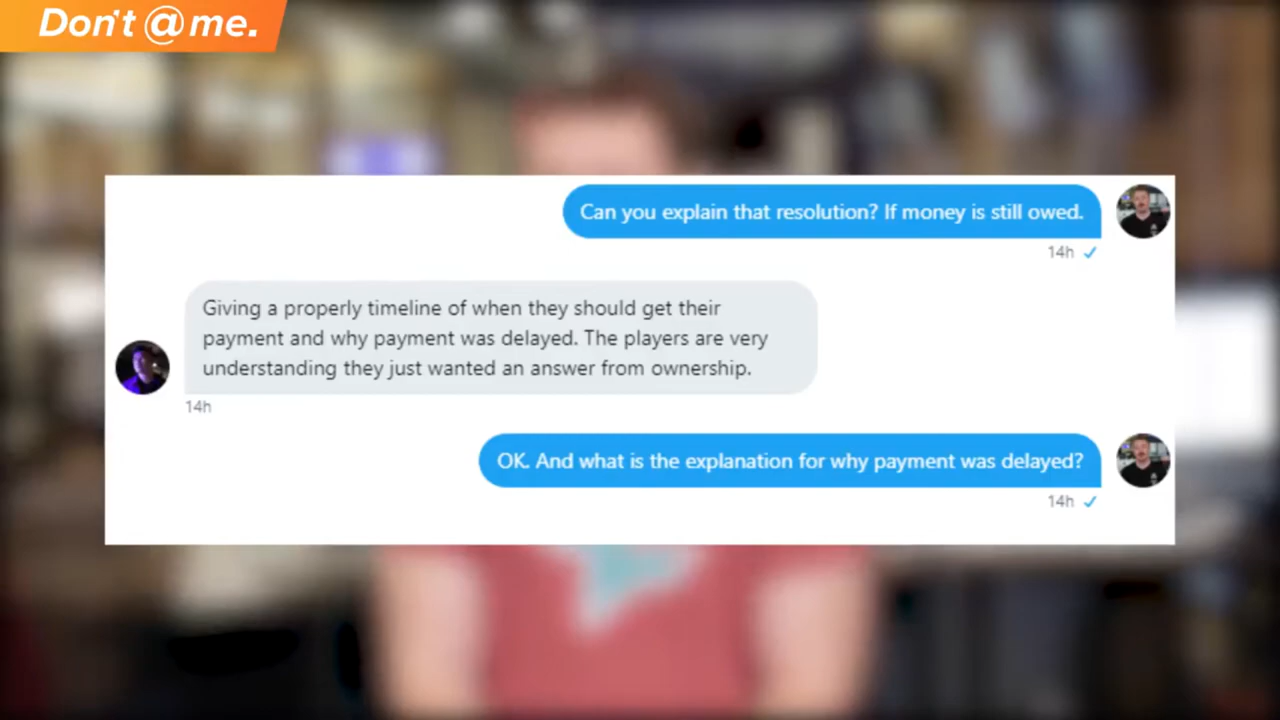 Don't @ me.
Can you explain that resolution? If money is still owed.
14h
Giving a properly timeline of when they should get their
payment and why payment was delayed. The players are very
understanding they just wanted an answer from ownership.
14h
OK. And what is the explanation for why payment was delayed?
14h